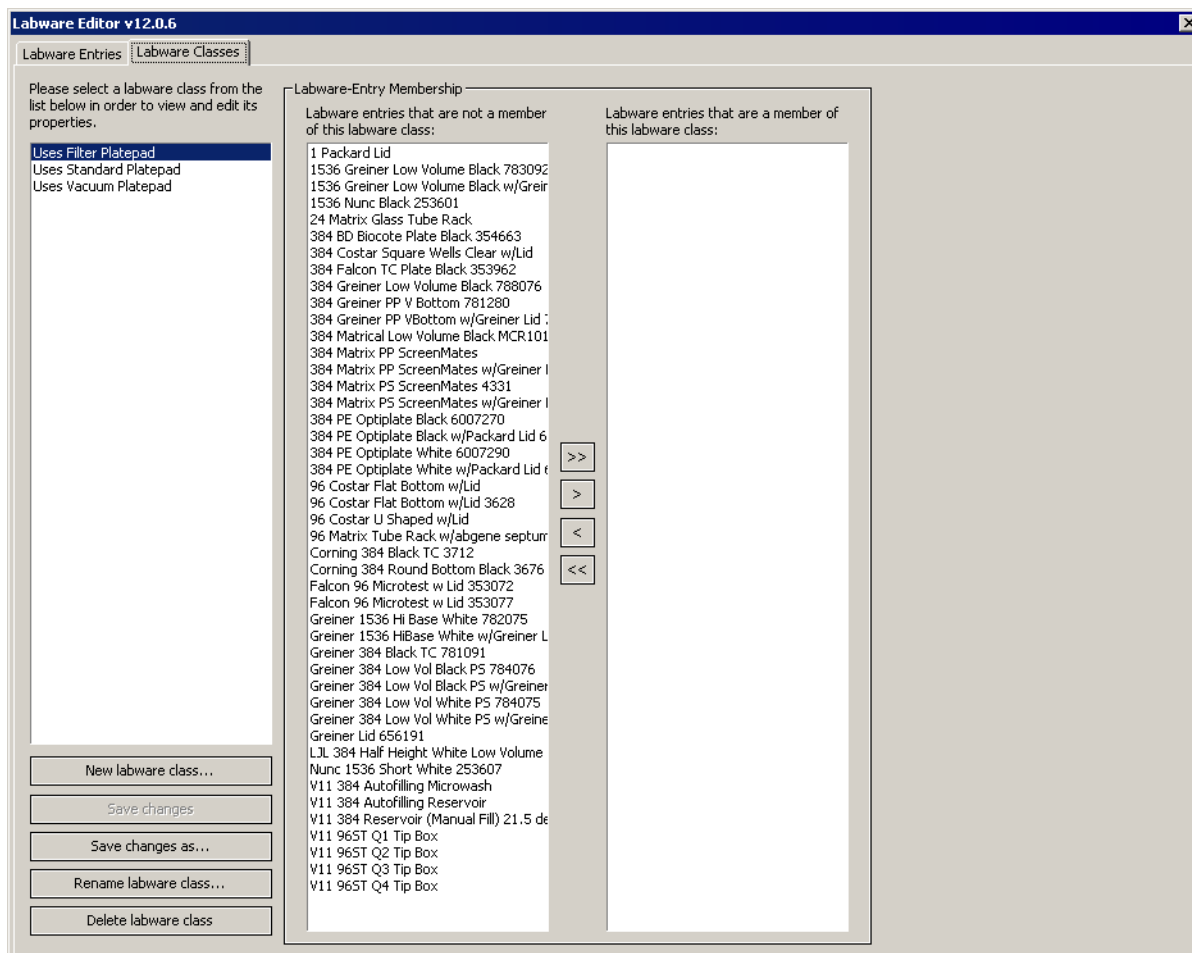 Labware Editor v12.0.6
Labware Entries
Labware Classes
Please select a labware class from the
list below in order to view and edit its
properties.
Uses Filter Platepad
Uses Standard Platepad
Uses Vacuum Platepad
New labware class...
Save changes
Save changes as...
Rename labware class...
Delete labware class
Labware-Entry Membership
Labware entries that are not a member
of this labware class:
1 Packard Lid
1536 Greiner Low Volume Black 783092
1536 Greiner Low Volume Black w/Greir
1536 Nunc Black 253601
24 Matrix Glass Tube Rack
384 BD Biocote Plate Black 354663
384 Costar Square Wells Clear w/Lid
384 Falcon TC Plate Black 353962
384 Greiner Low Volume Black 788076
384 Greiner PP V Bottom 781280
384 Greiner PP VBottom w/Greiner Lid
384 Matrical Low Volume Black MCR101
384 Matrix PP ScreenMates
384 Matrix PP ScreenMates w/Greiner
384 Matrix PS ScreenMates 4331
384 Matrix PS ScreenMates w/Greiner
384 PE Optiplate Black 6007270
384 PE Optiplate Black w/Packard Lid 6
384 PE Optiplate White 6007290
384 PE Optiplate White w/Packard Lid
96 Costar Flat Bottom w/Lid
96 Costar Flat Bottom w/Lid 3628
96 Costar U Shaped w/Lid
96 Matrix Tube Rack w/abgene septum
Corning 384 Black TC 3712
Corning 384 Round Bottom Black 3676
Falcon 96 Microtest w Lid 353072
Falcon 96 Microtest w Lid 353077
Greiner 1536 Hi Base White 782075
Greiner 1536 HiBase White w/Greiner L
Greiner 384 Black TC 781091
Greiner 384 Low Vol Black PS 784076
Greiner 384 Low Vol Black PS w/Greiner
Greiner 384 Low Vol White PS 784075
Greiner 384 Low Vol White PS w/Greine
Greiner Lid 656191
LJL 384 Half Height White Low Volume
Nunc 1536 Short White 253607
V11 384 Autofilling Microwash
V11 384 Autofilling Reservoir
V11 384 Reservoir (Manual Fill) 21.5 de
V11 96ST Q1 Tip Box
V11 96ST Q2 Tip Box
V11 96ST Q3 Tip Box
V11 96ST Q4 Tip Box
>>
>
<
<<
Labware entries that are a member of
this labware class: